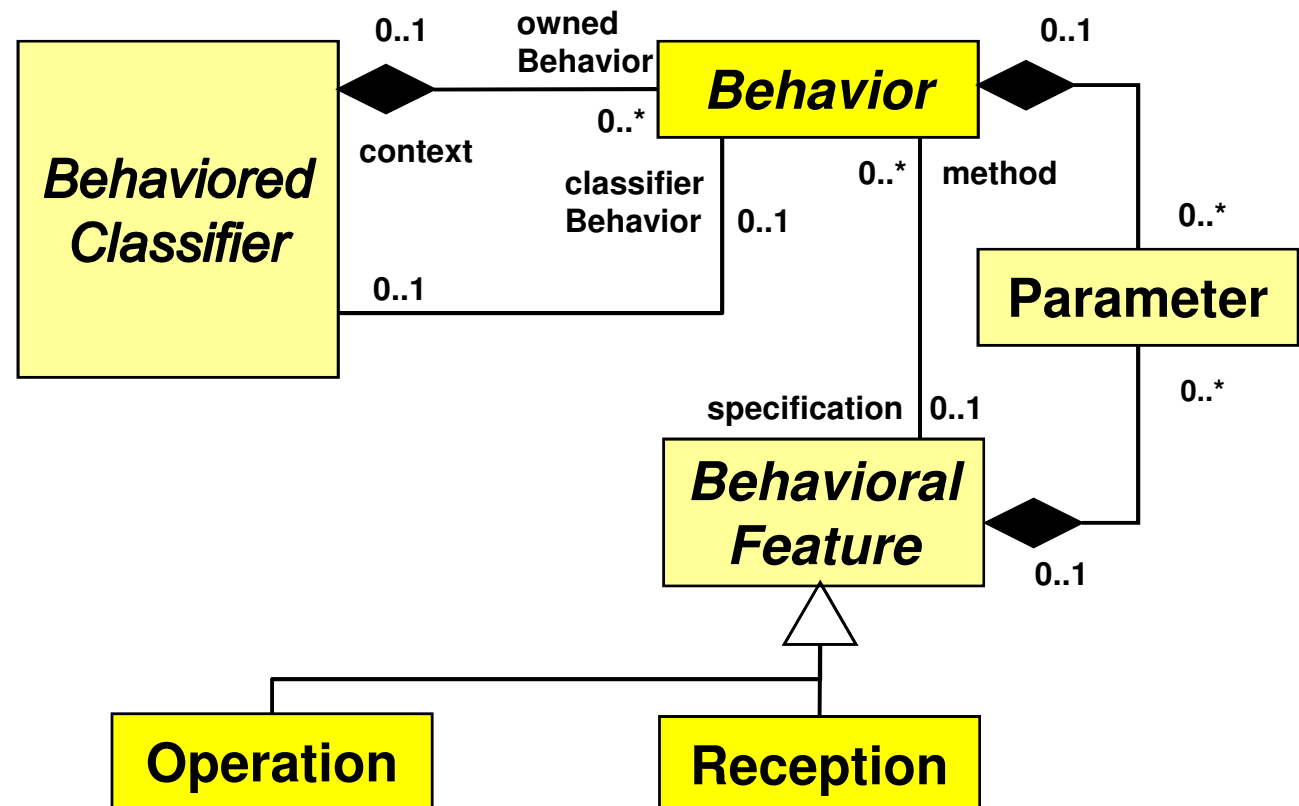 0..1
owned
Behavior
0..1
Behavior
0..*
context
Behaviored
Classifier
classifier
Behavior
0..1
0..*
method
0..*
0..1
Parameter
0..*
specification
0..1
Behavioral
Feature
0..1
Operation
Reception